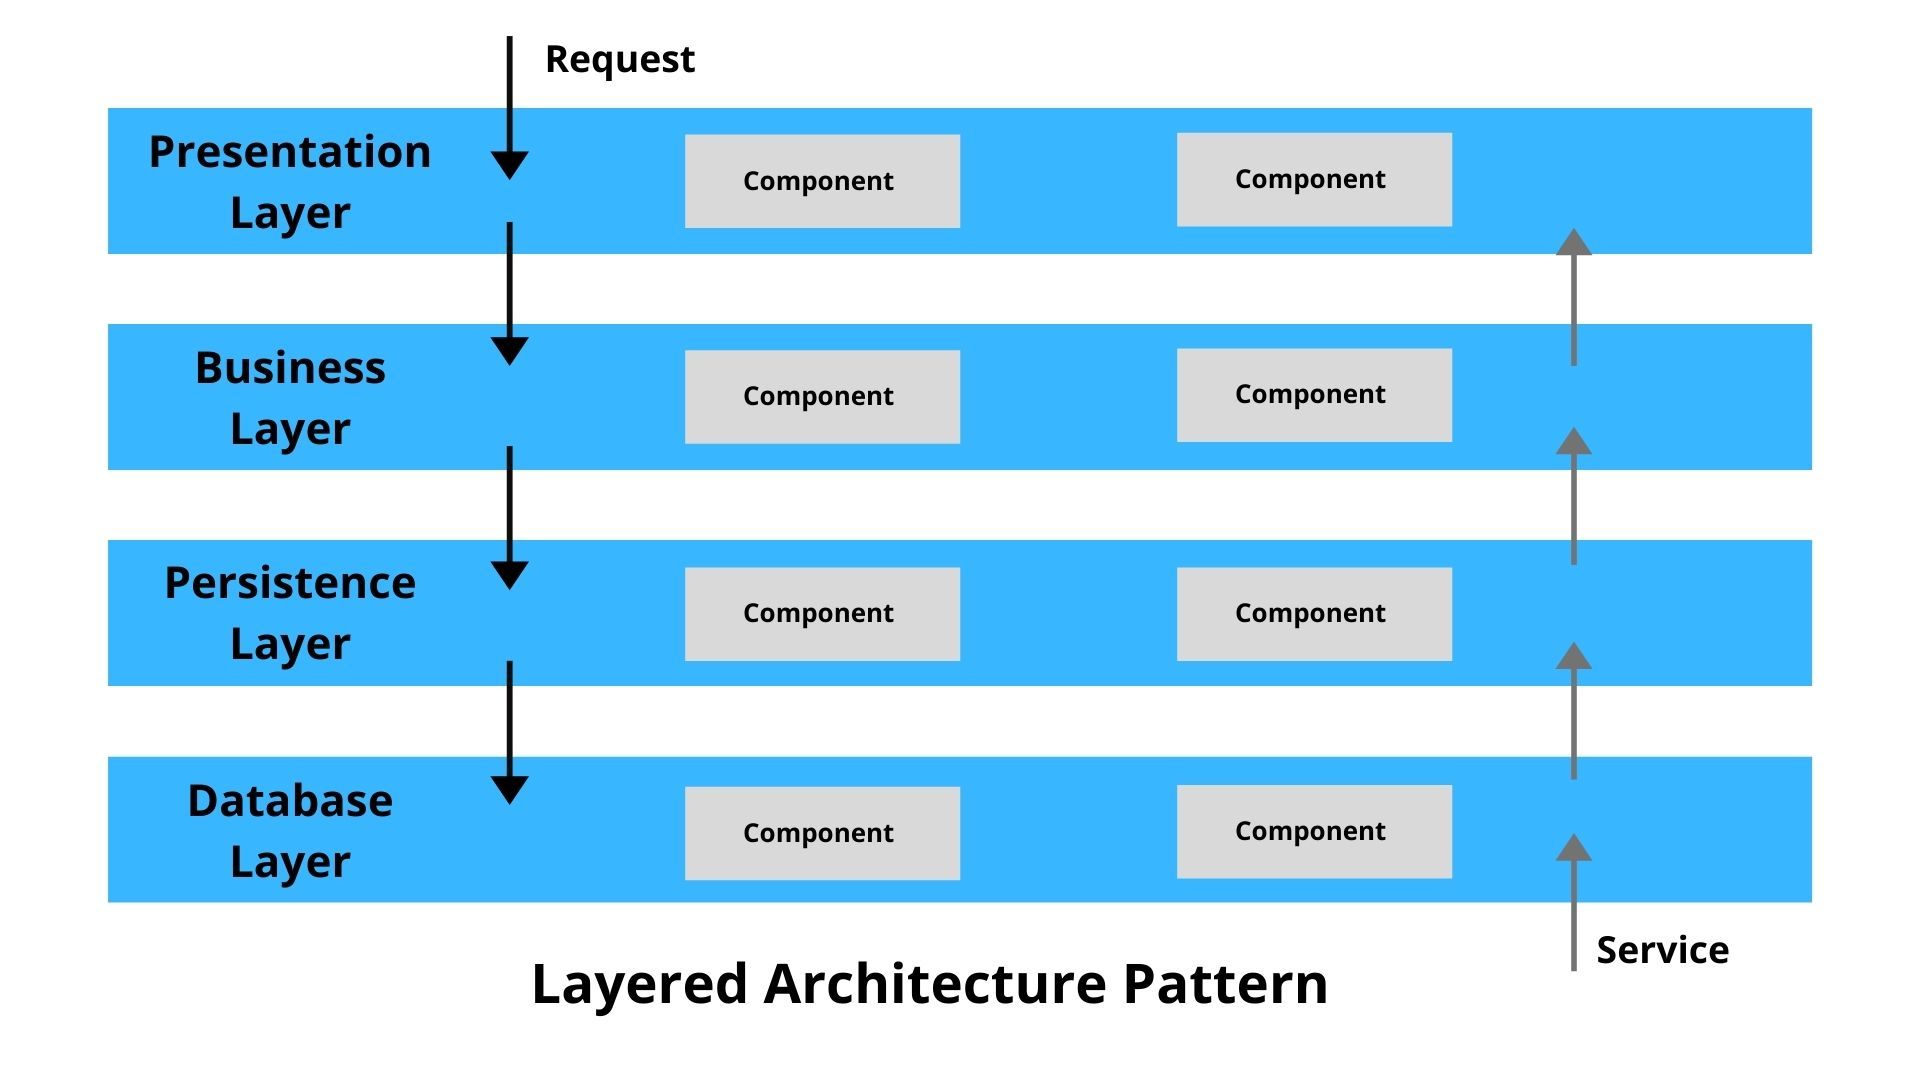 Request
Presentation
Layer
Component
Component
Business
Layer
Component
Component
Persistence
Layer
Component
Component
Database
Layer
Component
Component
Service
Layered Architecture Pattern